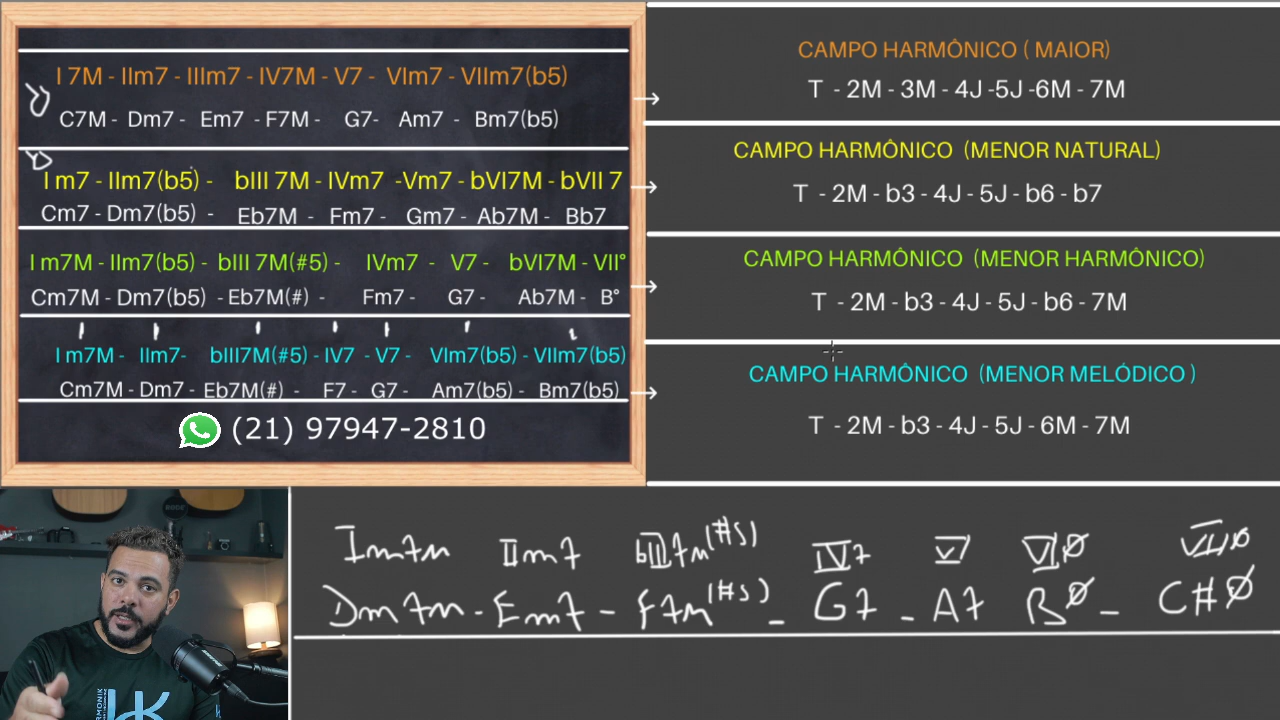 I 7M - IIm7 - IIIm7 - IV7M - V7 - VIm7 - VIIm7(b5)
C7M - Dm7 - Em7 - F7M - G7- Am7 - Bm7(b5)
I m7 - IIm7(b5) - bIII 7M - IVm7 -Vm7 - bVI7M - bVII 7
Cm7 - Dm7(b5) - Eb7M - Fm7 - Gm7 - Ab7M - Bb7
I m7M - IIm7(b5) - bIII 7M(#5) - IVm7 - V7 - bVI7M - VII°
Cm7M - Dm7(b5) - Eb7M(#) - Fm7 - G7 - Ab7M - B°
I m7M - IIm7- bIII7M(#5) - IV7 - V7 - VIm7(b5) - VIIm7(b5)
Cm7M - Dm7 - Eb7M(#) - F7 - G7 - Am7(b5) - Bm7(b5)
(21) 97947-2810
CAMPO HARMÔNICO ( MAIOR)
T - 2M - 3M - 4J -5J -6M - 7M
CAMPO HARMÔNICO (MENOR NATURAL)
T - 2M - b3 - 4J - 5J - b6 - b7
CAMPO HARMÔNICO (MENOR HARMÔNICO)
T - 2M - b3 - 4J - 5J - b6 - 7M
CAMPO HARMÔNICO (MENOR MELÓDICO )
T - 2M - b3 - 4J - 5J - 6M - 7M
Im7M IIm7 bIII7M(#5) IV7 V7 VIø VIIø
Dm7M - Em7 - F7M(#5) - G7 - A7 Bø - C#ø